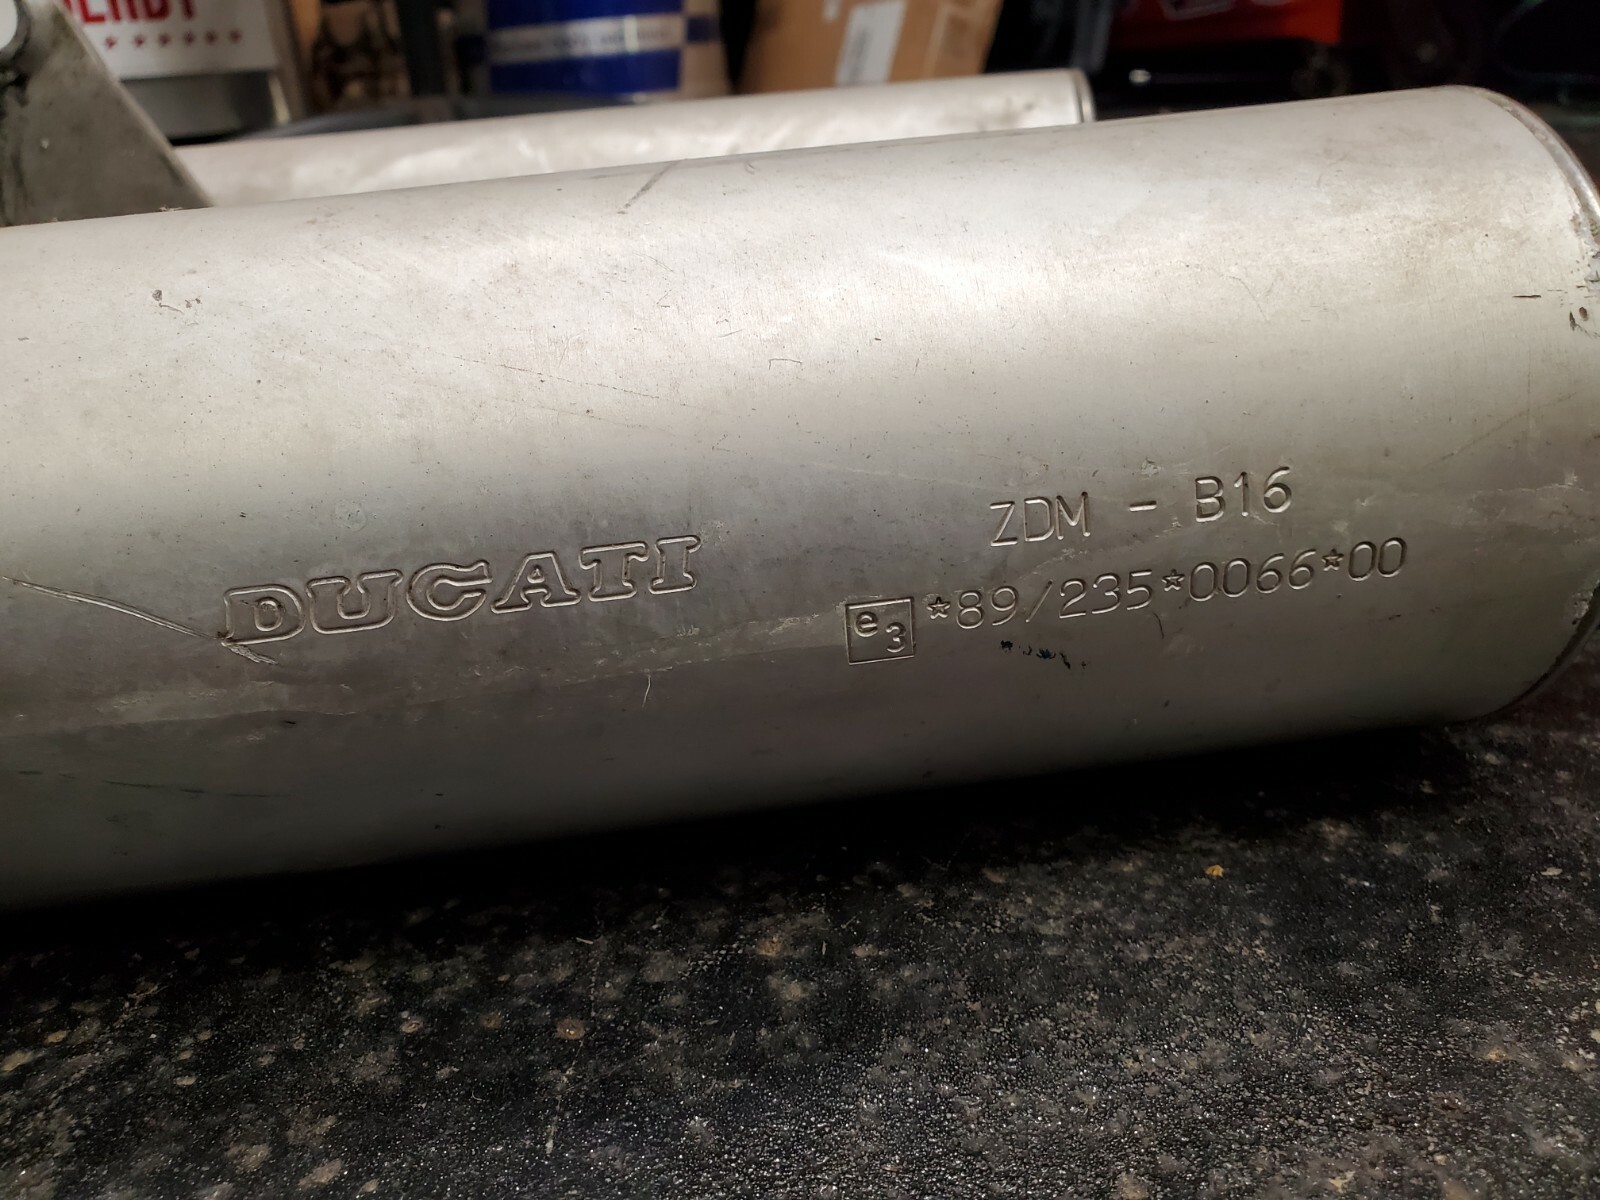 DUCATI
ZDM - B16
e3 *89/235*0066*00